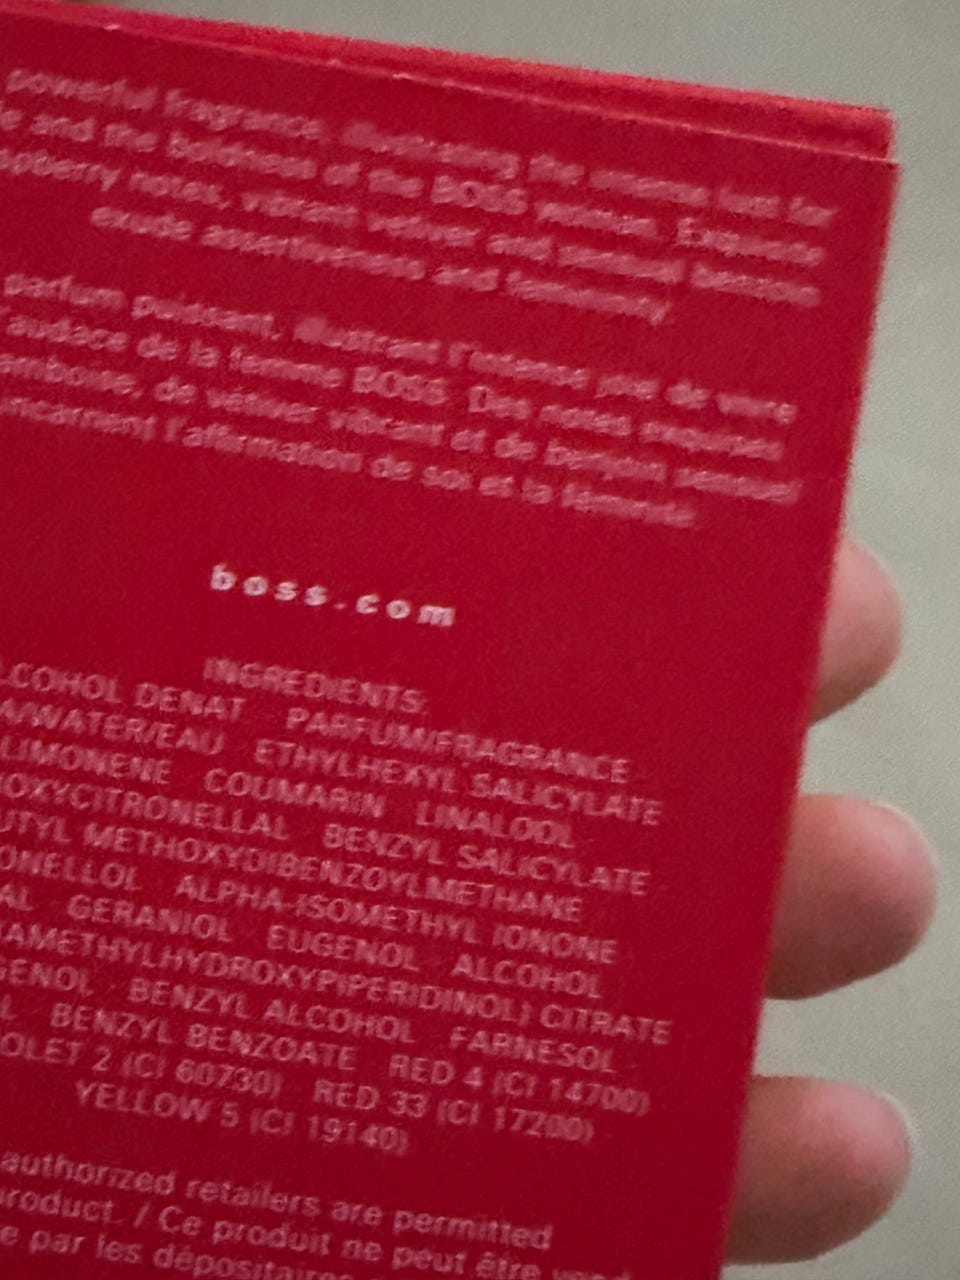 powerful fragrance illustrating the intense lust for
and the boldness of the BOSS woman. Exquisite
notes, vibrant vetiver and sensual benzoin
exude assertiveness and femininity
parfum puissant, illustrant l'intense joie de vivre
audace de la femme BOSS. Des notes exquises
de vétiver vibrant et de benjoin sensuel
incarnent l'affirmation de soi et la féminité
boss.com
INGREDIENTS:
LCOHOL DENAT PARFUM/FRAGRANCE
WATER/EAU ETHYLHEXYL SALICYLATE
LIMONENE COUMARIN LINALOOL
OXYCITRONELLAL BENZYL SALICYLATE
UTYL METHOXYDIBENZOYLMETHANE
ONELLOL ALPHA-ISOMETHYL IONONE
AL GERANIOL EUGENOL ALCOHOL
AMETHYLHYDROXYPIPERIDINOL) CITRATE
GENOL BENZYL ALCOHOL FARNESOL
L BENZYL BENZOATE RED 4 (CI 14700)
OLET 2 (CI 60730) RED 33 (CI 17200)
YELLOW 5 (CI 19140)
authorized retailers are permitted
product. / Ce produit ne peut être
par les dépositaires